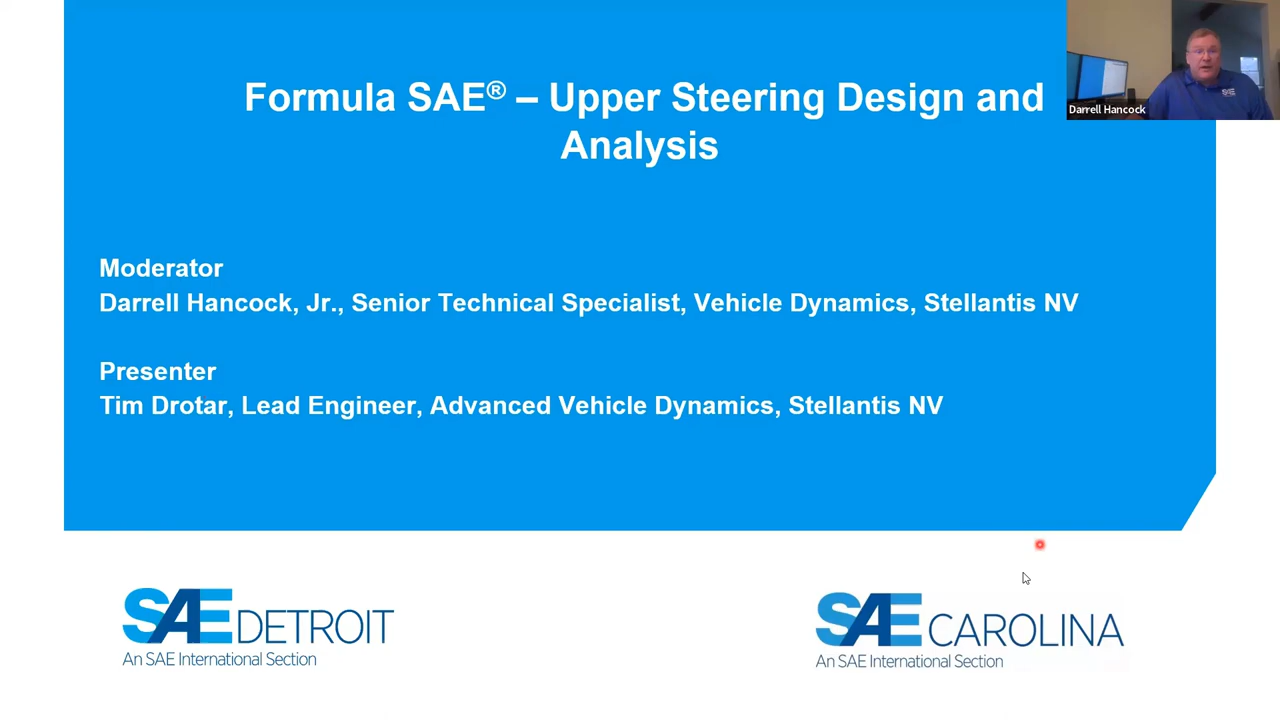 Formula SAE® – Upper Steering Design and
Analysis
Darrell Hancock
SAE
Moderator
Darrell Hancock, Jr., Senior Technical Specialist, Vehicle Dynamics, Stellantis NV
Presenter
Tim Drotar, Lead Engineer, Advanced Vehicle Dynamics, Stellantis NV
SAE DETROIT
An SAE International Section
SAE CAROLINA
An SAE International Section